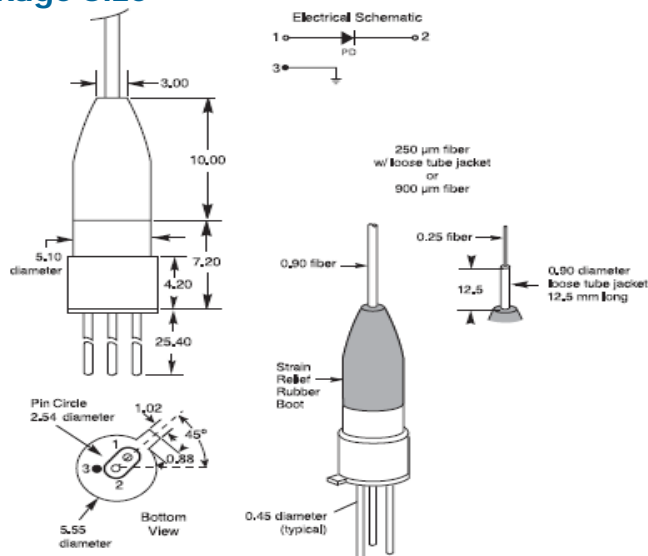 Electrical Schematic
1
2
PD
3
3.00
10.00
5.10
diameter
7.20
4.20
25.40
250 µm fiber
w/ loose tube jacket
or
900 µm fiber
0.25 fiber
0.90 fiber
12.5
0.90 diameter
loose tube jacket
12.5 mm long
Strain
Relief
Rubber
Boot
Pin Circle
2.54 diameter
1.02
45°
0.88
1
3
2
5.55
diameter
Bottom
View
0.45 diameter
(typical)